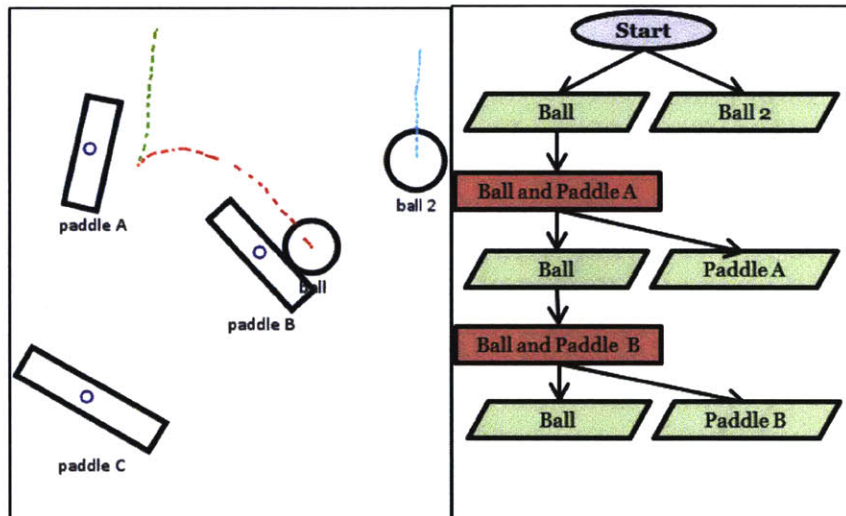 paddle A
ball 2
ball
paddle B
paddle C
Start
Ball
Ball 2
Ball and Paddle A
Ball
Paddle A
Ball and Paddle B
Ball
Paddle B